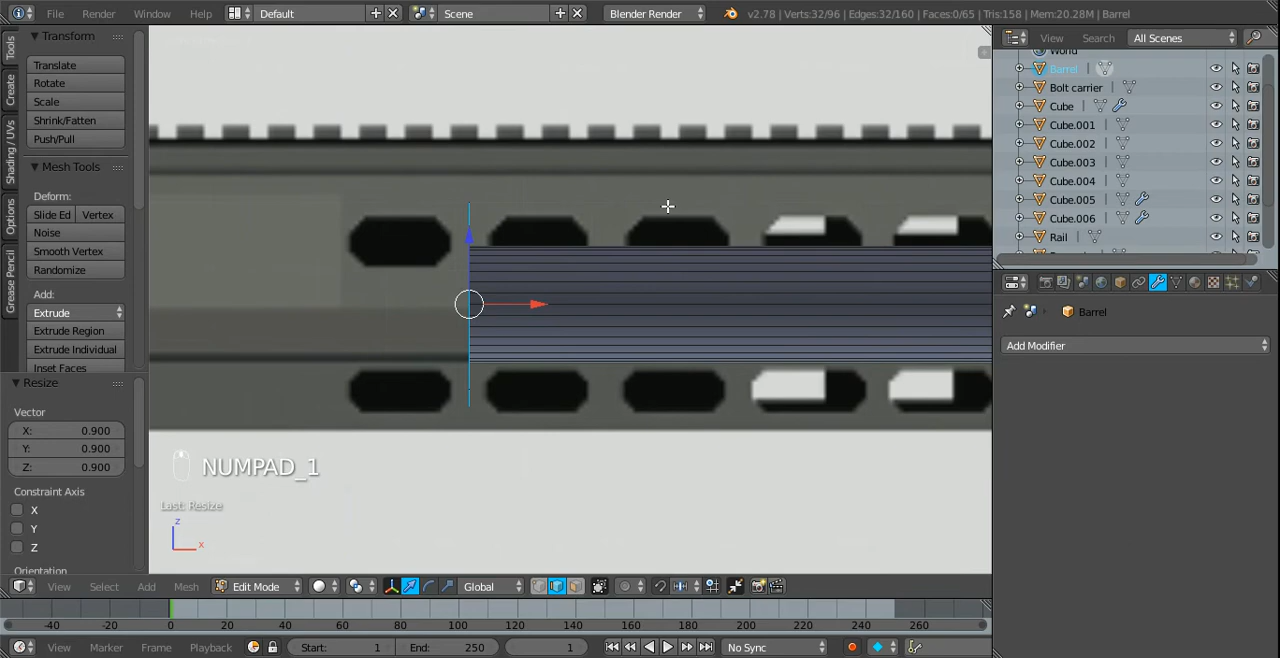 File Render Window Help Default Scene Blender Render v2.78 | Verts:32/96 | Edges:32/160 | Faces:0/65 | Tris:158 | Mem:20.28M | Barrel
Tools
Create
Shading / UVs
Options
Grease Pencil
Transform
Translate
Rotate
Scale
Shrink/Fatten
Push/Pull
Mesh Tools
Deform:
Slide Ed Vertex
Noise
Smooth Vertex
Randomize
Add:
Extrude
Extrude Region
Extrude Individual
Inset Faces
Resize
Vector
X: 0.900
Y: 0.900
Z: 0.900
Constraint Axis
X
Y
Z
Orientation
NUMPAD_1
Last: Resize
z
x
View Search All Scenes
World
Barrel
Bolt carrier
Cube
Cube.001
Cube.002
Cube.003
Cube.004
Cube.005
Cube.006
Rail
Barrel
Add Modifier
View Select Add Mesh Edit Mode Global
-40 -20 0 20 40 60 80 100 120 140 160 180 200 220 240 260
View Marker Frame Playback Start: 1 End: 250 1 No Sync